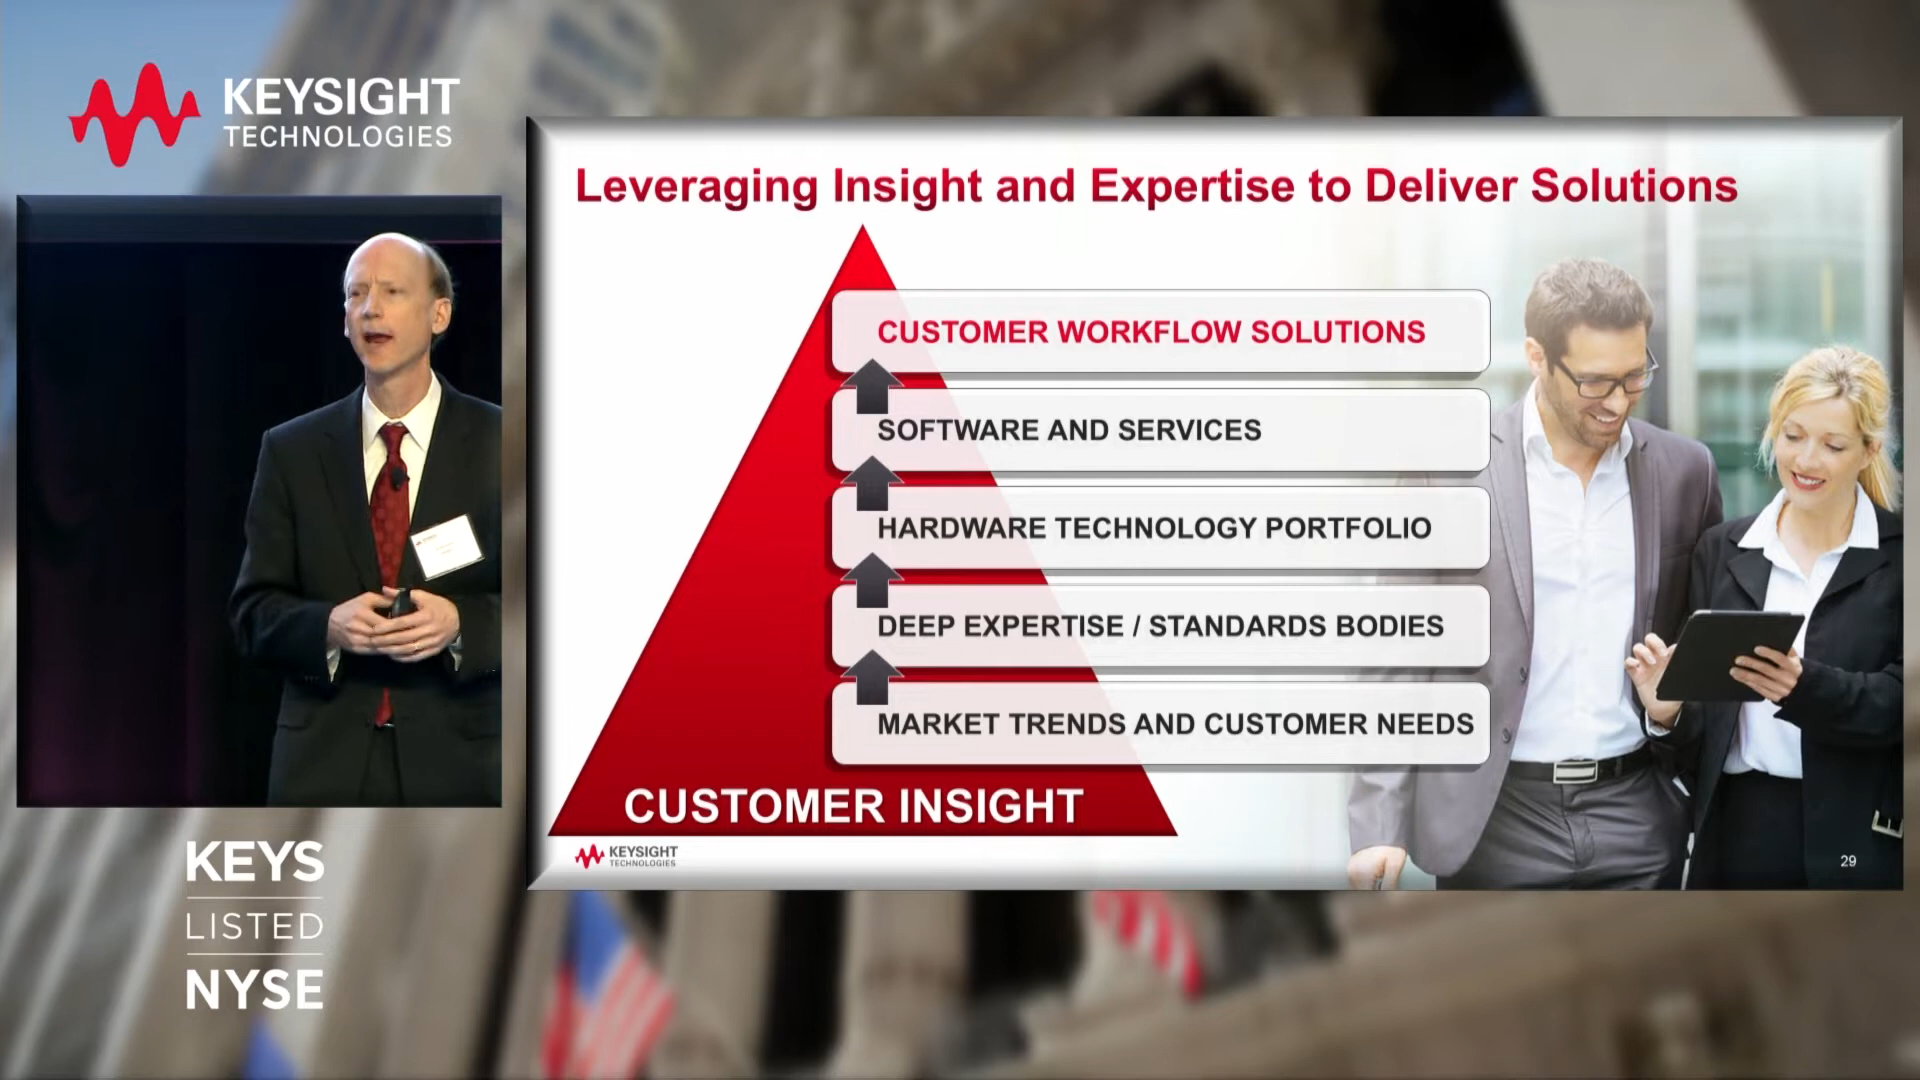 KEYSIGHT
TECHNOLOGIES
Leveraging Insight and Expertise to Deliver Solutions
CUSTOMER WORKFLOW SOLUTIONS
SOFTWARE AND SERVICES
HARDWARE TECHNOLOGY PORTFOLIO
DEEP EXPERTISE / STANDARDS BODIES
MARKET TRENDS AND CUSTOMER NEEDS
CUSTOMER INSIGHT
KEYSIGHT
TECHNOLOGIES
29
KEYS
LISTED
NYSE